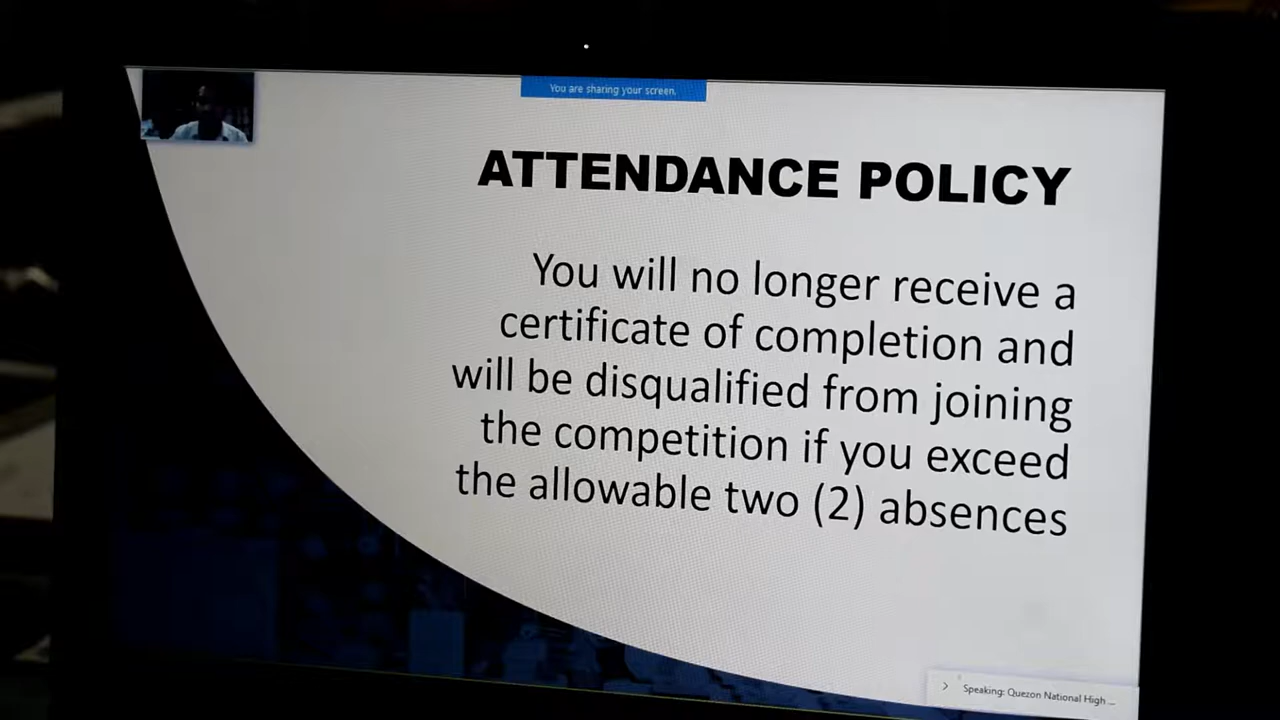 You are sharing your screen.
ATTENDANCE POLICY
You will no longer receive a
certificate of completion and
will be disqualified from joining
the competition if you exceed
the allowable two (2) absences
Speaking: Quezon National High ...